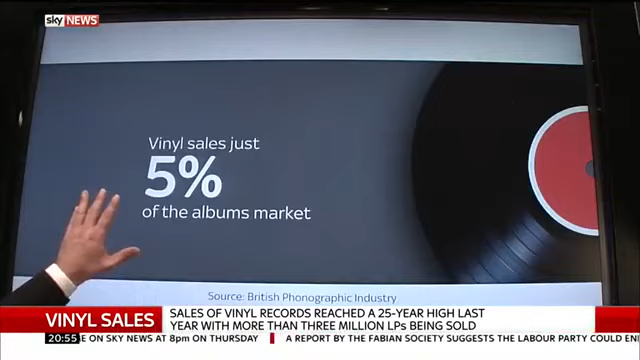 sky NEWS
Vinyl sales just
5%
of the albums market
Source: British Phonographic Industry
VINYL SALES
SALES OF VINYL RECORDS REACHED A 25-YEAR HIGH LAST
YEAR WITH MORE THAN THREE MILLION LPs BEING SOLD
20:55 E ON SKY NEWS at 8pm ON THURSDAY | A REPORT BY THE FABIAN SOCIETY SUGGESTS THE LABOUR PARTY COULD EN